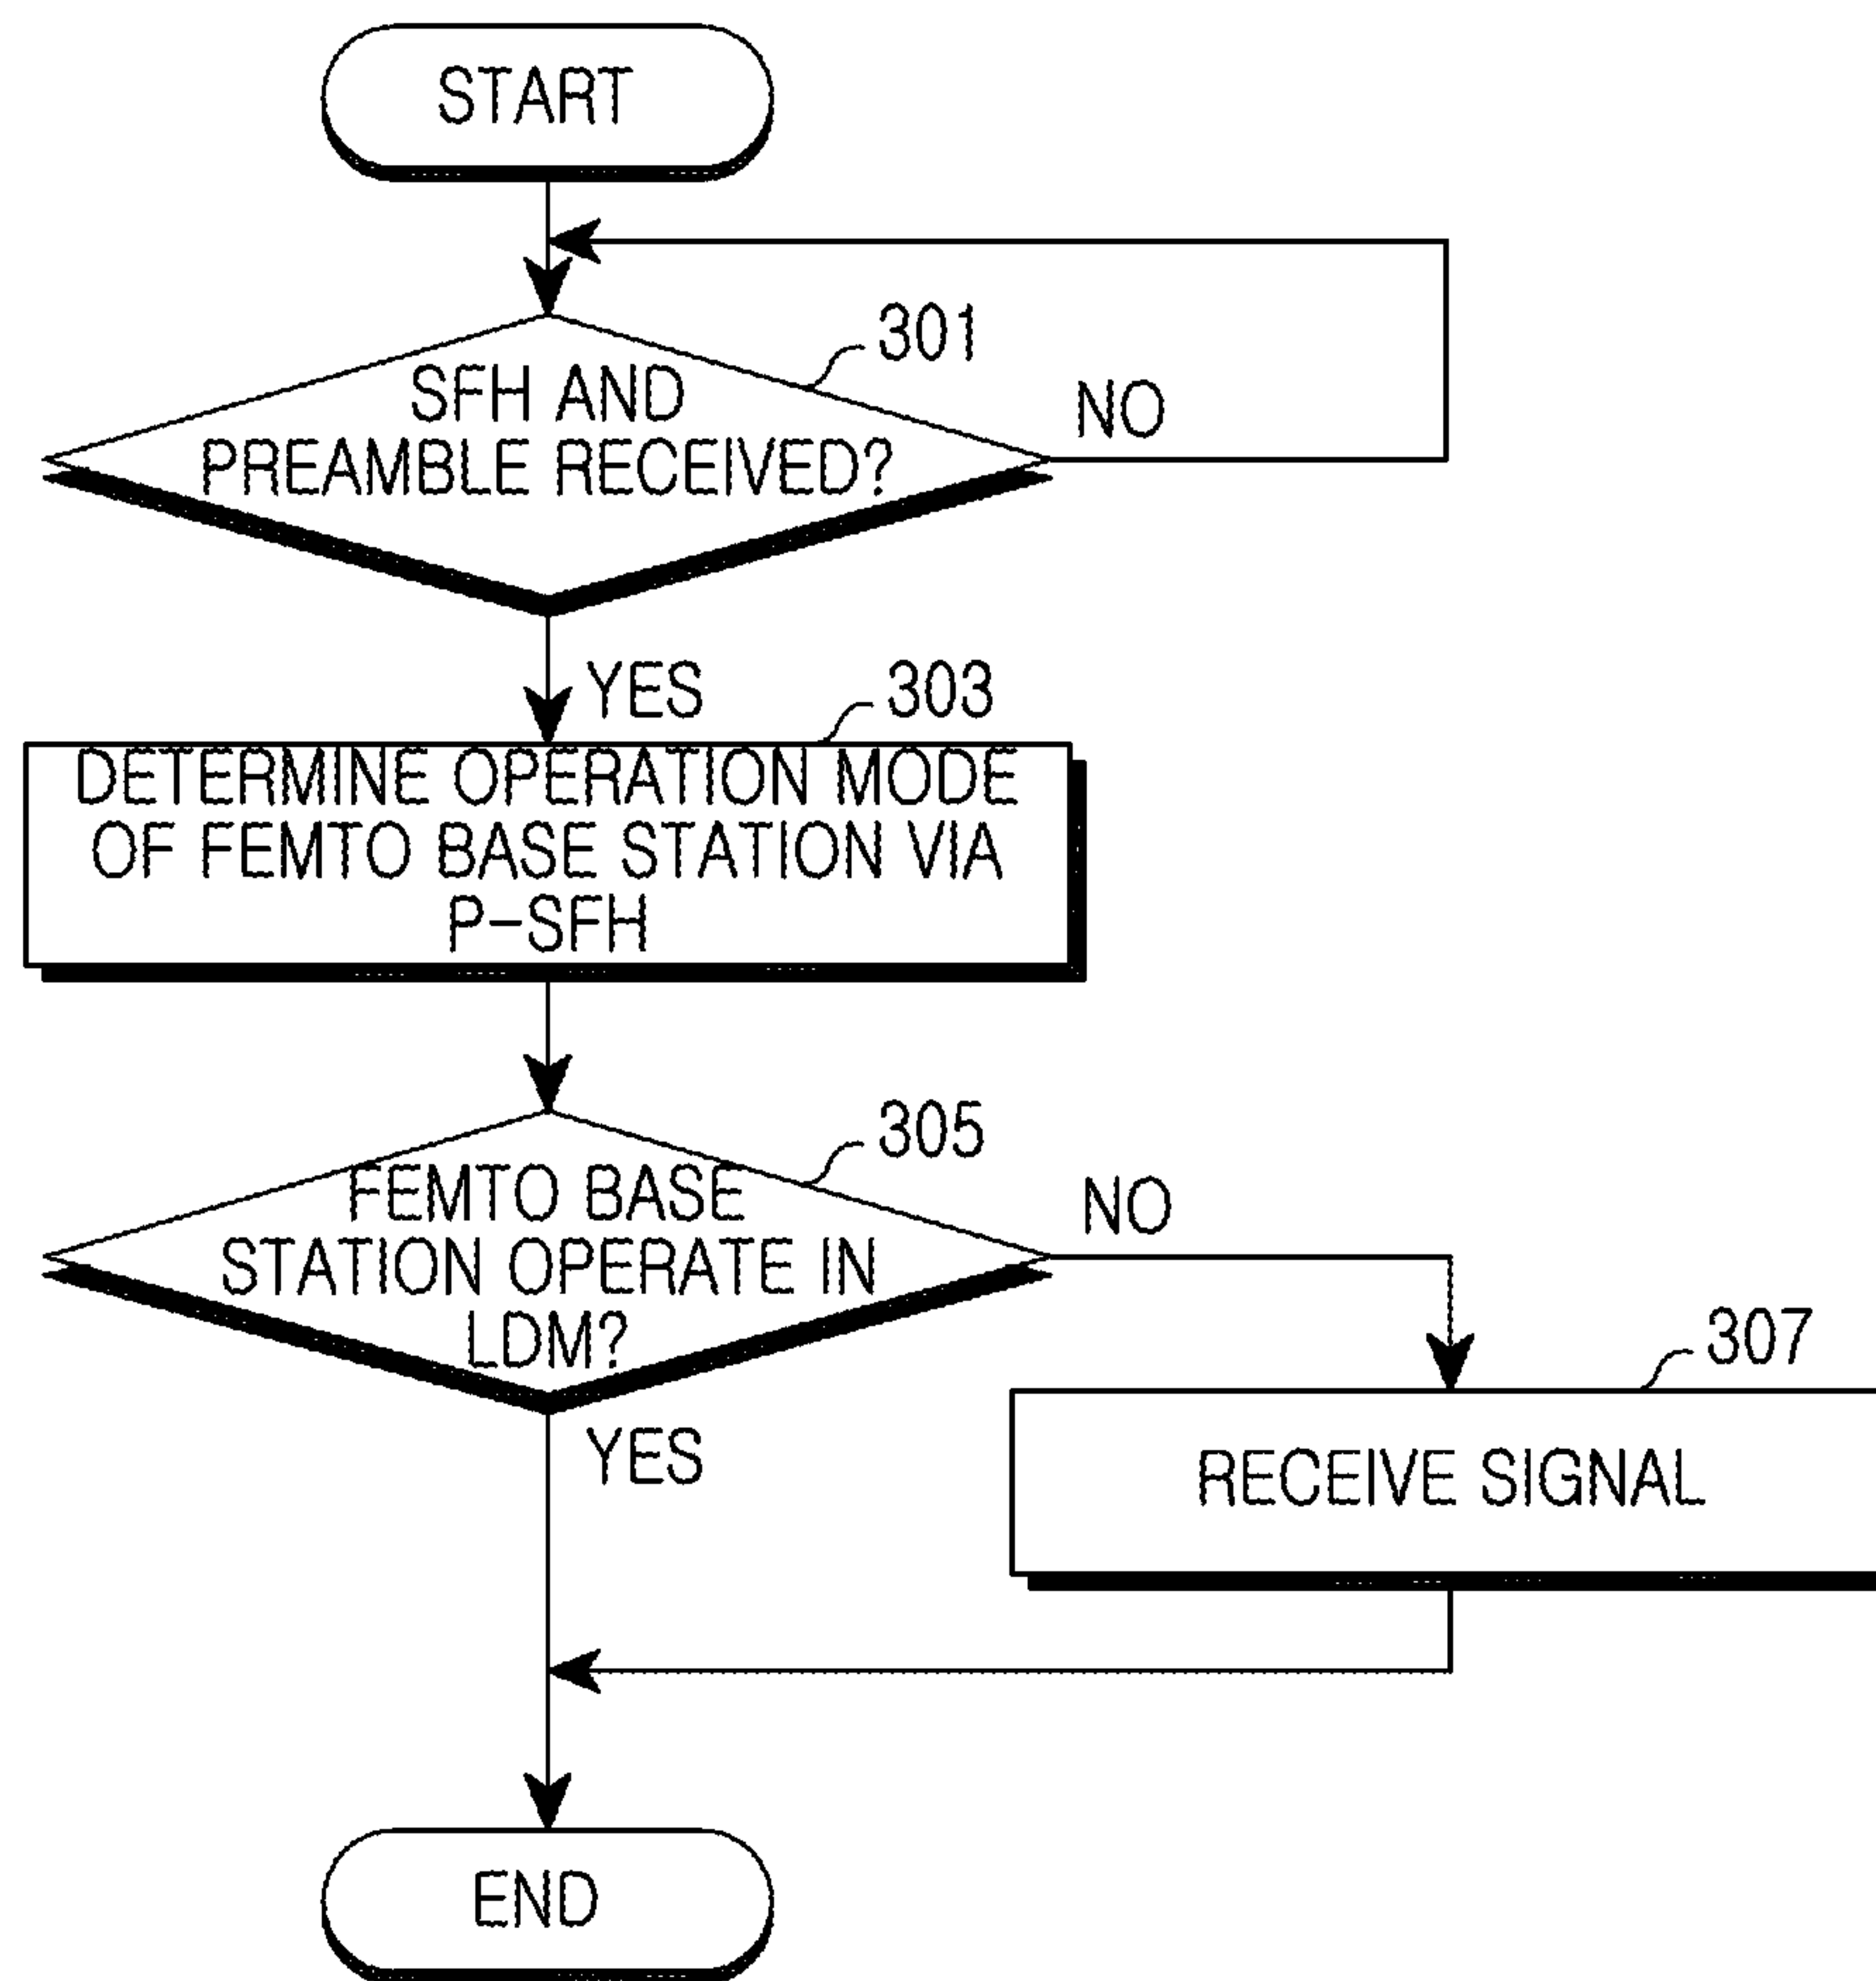 START
301
SFH AND
PREAMBLE RECEIVED?
NO
YES
303
DETERMINE OPERATION MODE
OF FEMTO BASE STATION VIA
P-SFH
305
FEMTO BASE
STATION OPERATE IN
LDM?
NO
YES
307
RECEIVE SIGNAL
END